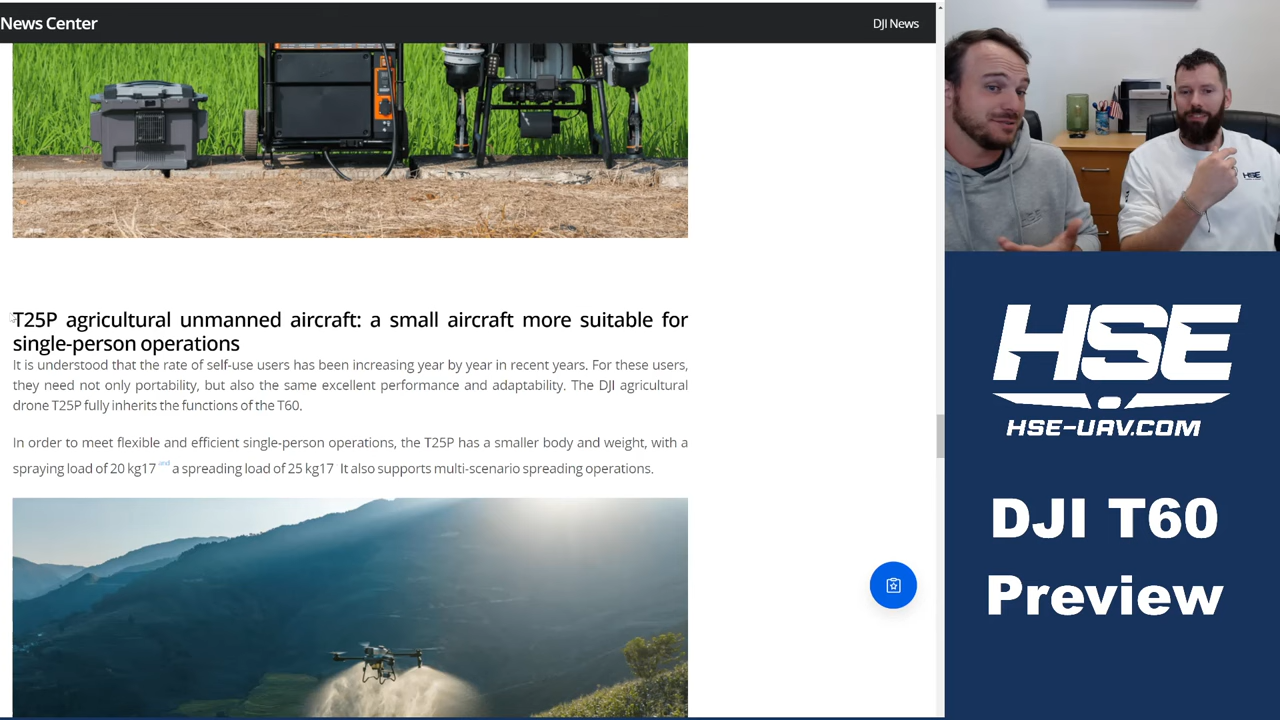 News Center
DJI News
T25P agricultural unmanned aircraft: a small aircraft more suitable for
single-person operations
It is understood that the rate of self-use users has been increasing year by year in recent years. For these users,
they need not only portability, but also the same excellent performance and adaptability. The DJI agricultural
drone T25P fully inherits the functions of the T60.
In order to meet flexible and efficient single-person operations, the T25P has a smaller body and weight, with a
spraying load of 20 kg17 and a spreading load of 25 kg17 It also supports multi-scenario spreading operations.
HSE
HSE
HSE-UAV.COM
DJI T60
Preview